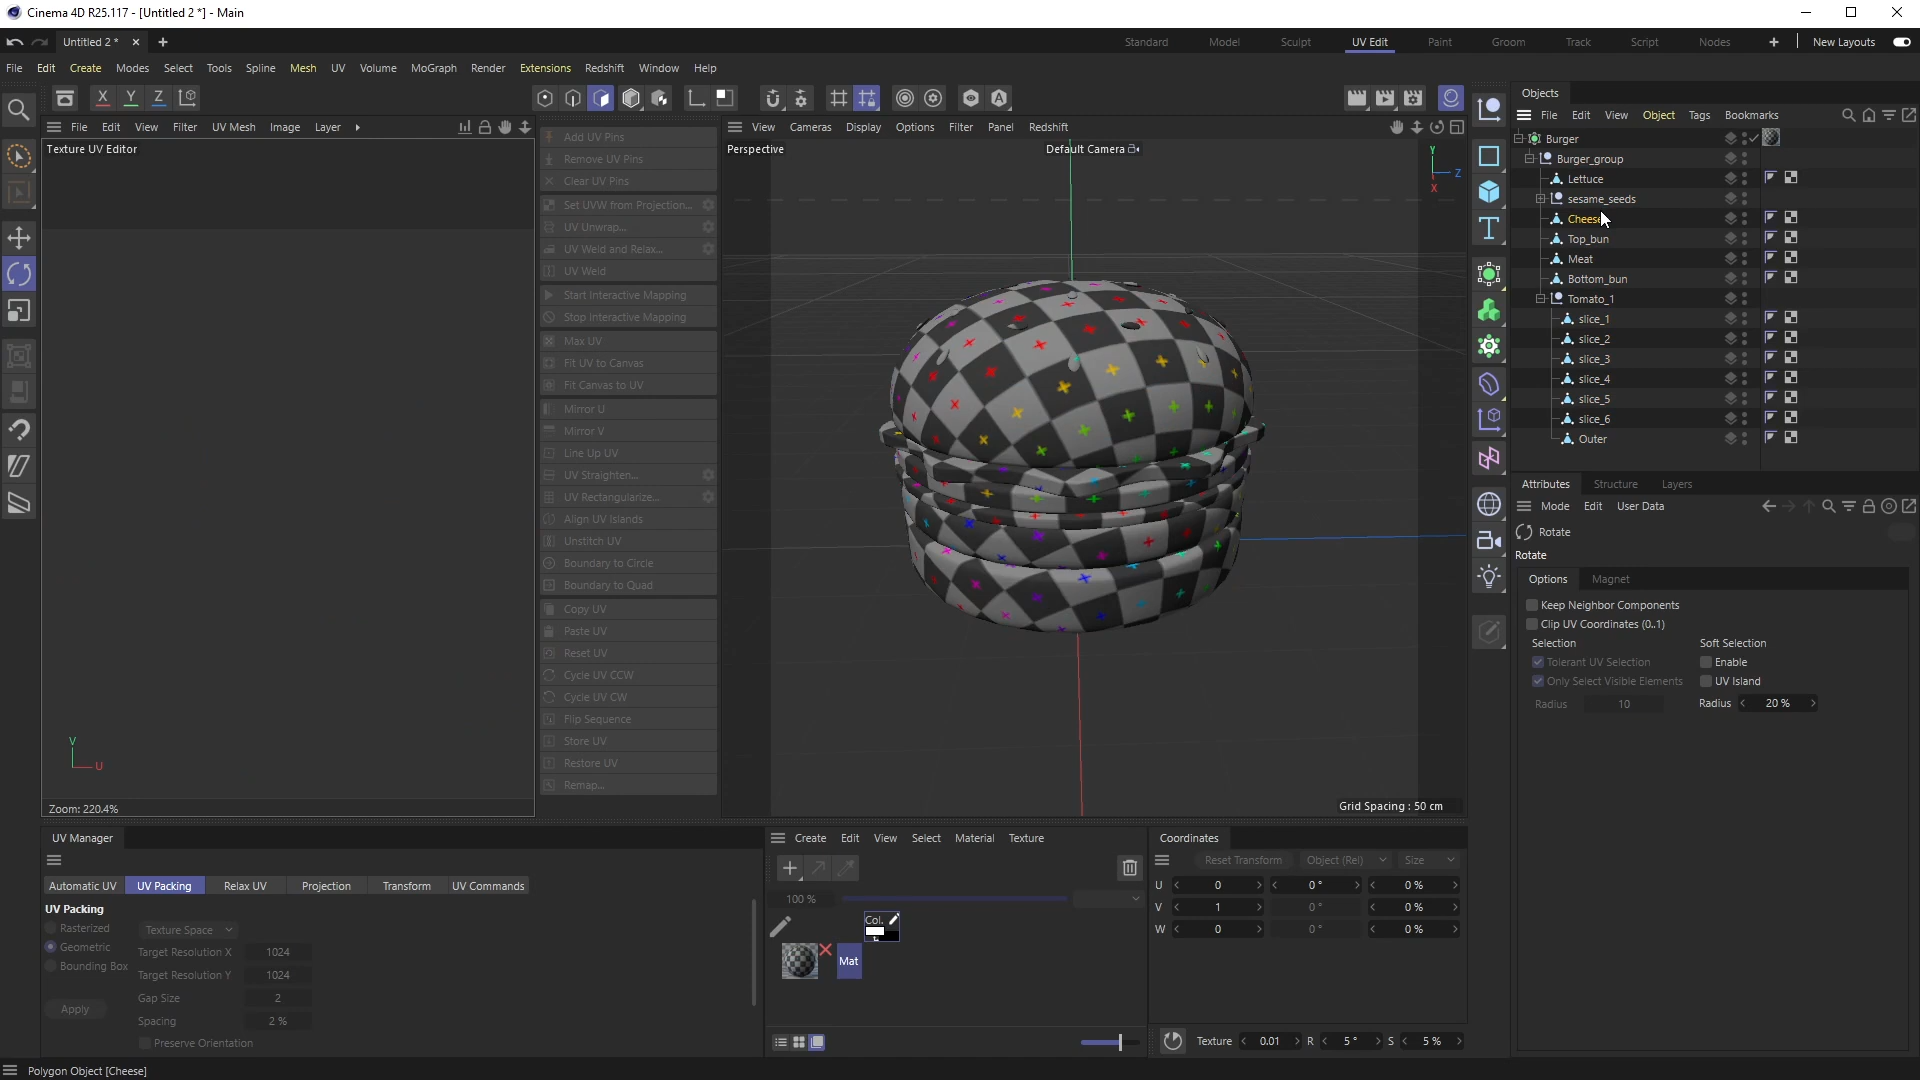 Cinema 4D R25.117 - [Untitled 2 *] - Main
Untitled 2 *
Standard Model Sculpt UV Edit Paint Groom Track Script Nodes New Layouts
File Edit Create Modes Select Tools Spline Mesh UV Volume MoGraph Render Extensions Redshift Window Help
X Y Z
File Edit View Filter UV Mesh Image Layer
Texture UV Editor
V
U
Zoom: 220.4%
Add UV Pins
Remove UV Pins
Clear UV Pins
Set UVW from Projection...
UV Unwrap...
UV Weld and Relax...
UV Weld
Start Interactive Mapping
Stop Interactive Mapping
Max UV
Fit UV to Canvas
Fit Canvas to UV
Mirror U
Mirror V
Line Up UV
UV Straighten...
UV Rectangularize...
Align UV Islands
Unstitch UV
Boundary to Circle
Boundary to Quad
Copy UV
Paste UV
Reset UV
Cycle UV CCW
Cycle UV CW
Flip Sequence
Store UV
Restore UV
Remap...
View Cameras Display Options Filter Panel Redshift
Perspective
Default Camera
Y
Z
X
Grid Spacing : 50 cm
Objects
File Edit View Object Tags Bookmarks
Burger
Burger_group
Lettuce
sesame_seeds
Cheese
Top_bun
Meat
Bottom_bun
Tomato_1
slice_1
slice_2
slice_3
slice_4
slice_5
slice_6
Outer
Attributes Structure Layers
Mode Edit User Data
Rotate
Rotate
Options Magnet
Keep Neighbor Components
Clip UV Coordinates (0..1)
Selection Soft Selection
Tolerant UV Selection Enable
Only Select Visible Elements UV Island
Radius 10 Radius 20 %
UV Manager
Automatic UV UV Packing Relax UV Projection Transform UV Commands
UV Packing
Rasterized Texture Space
Geometric Target Resolution X 1024
Bounding Box Target Resolution Y 1024
Gap Size 2
Apply
Spacing 2 %
Preserve Orientation
Create Edit View Select Material Texture
100 %
Col.
Mat
Coordinates
Reset Transform Object (Rel) Size
U 0 0 ° 0 %
V 1 0 ° 0 %
W 0 0 ° 0 %
Texture 0.01 R 5 ° S 5 %
Polygon Object [Cheese]